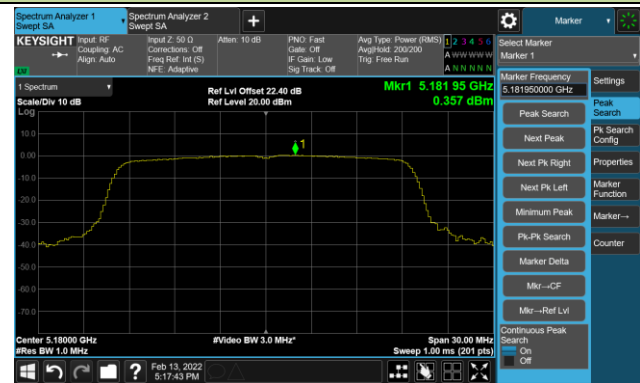 Spectrum Analyzer 1
Swept SA
Spectrum Analyzer 2
Swept SA
+
Marker
KEYSIGHT
Input: RF
Coupling: AC
Align: Auto
Input Z: 50 Ω
Corrections: Off
Freq Ref: Int (S)
NFE: Adaptive
Atten: 10 dB
PNO: Fast
Gate: Off
IF Gain: Low
Sig Track: Off
Avg Type: Power (RMS)
Avg|Hold: 200/200
Trig: Free Run
1 2 3 4 5 6
A W W W W W
A N N N N N
Select Marker
Marker 1
LXI
1 Spectrum
Scale/Div 10 dB
Log
Ref Lvl Offset 22.40 dB
Ref Level 20.00 dBm
Mkr1 5.181 95 GHz
0.357 dBm
10.0
0.00
-10.0
-20.0
-30.0
-40.0
-50.0
-60.0
-70.0
1
Center 5.18000 GHz
#Res BW 1.0 MHz
#Video BW 3.0 MHz*
Span 30.00 MHz
Sweep 1.00 ms (201 pts)
Marker Frequency
5.181950000 GHz
Peak Search
Next Peak
Next Pk Right
Next Pk Left
Minimum Peak
Pk-Pk Search
Marker Delta
Mkr→CF
Mkr→Ref Lvl
Continuous Peak
Search
On
Off
Settings
Peak
Search
Pk Search
Config
Properties
Marker
Function
Marker→
Counter
?
Feb 13, 2022
5:17:43 PM